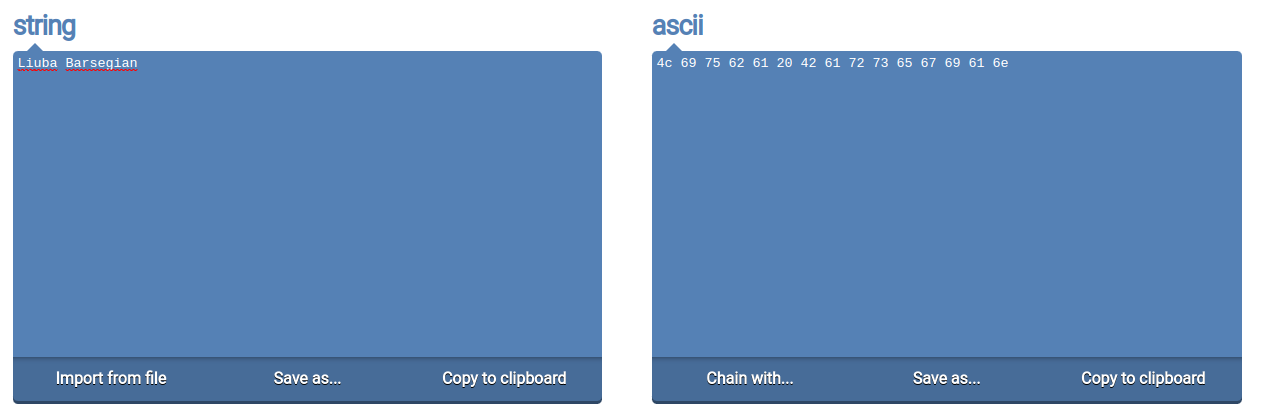 string
Liuba Barsegian
Import from file
Save as...
Copy to clipboard
ascii
4c 69 75 62 61 20 42 61 72 73 65 67 69 61 6e
Chain with...
Save as...
Copy to clipboard